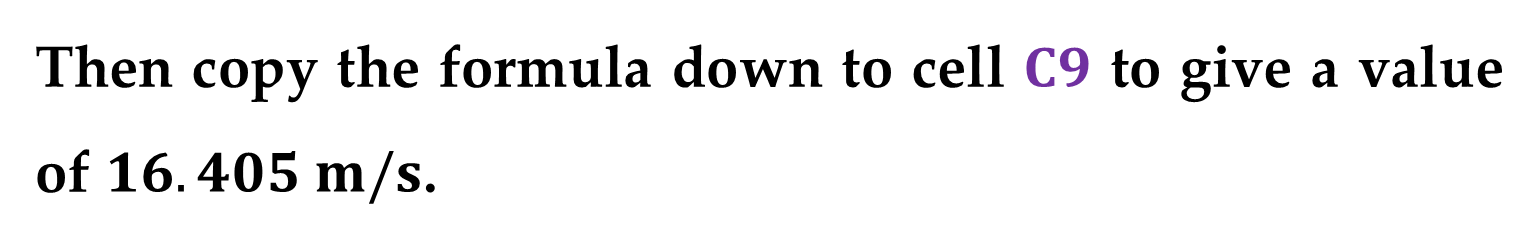 Then copy the formula down to cell C9 to give a value
of 16.405 m/s.